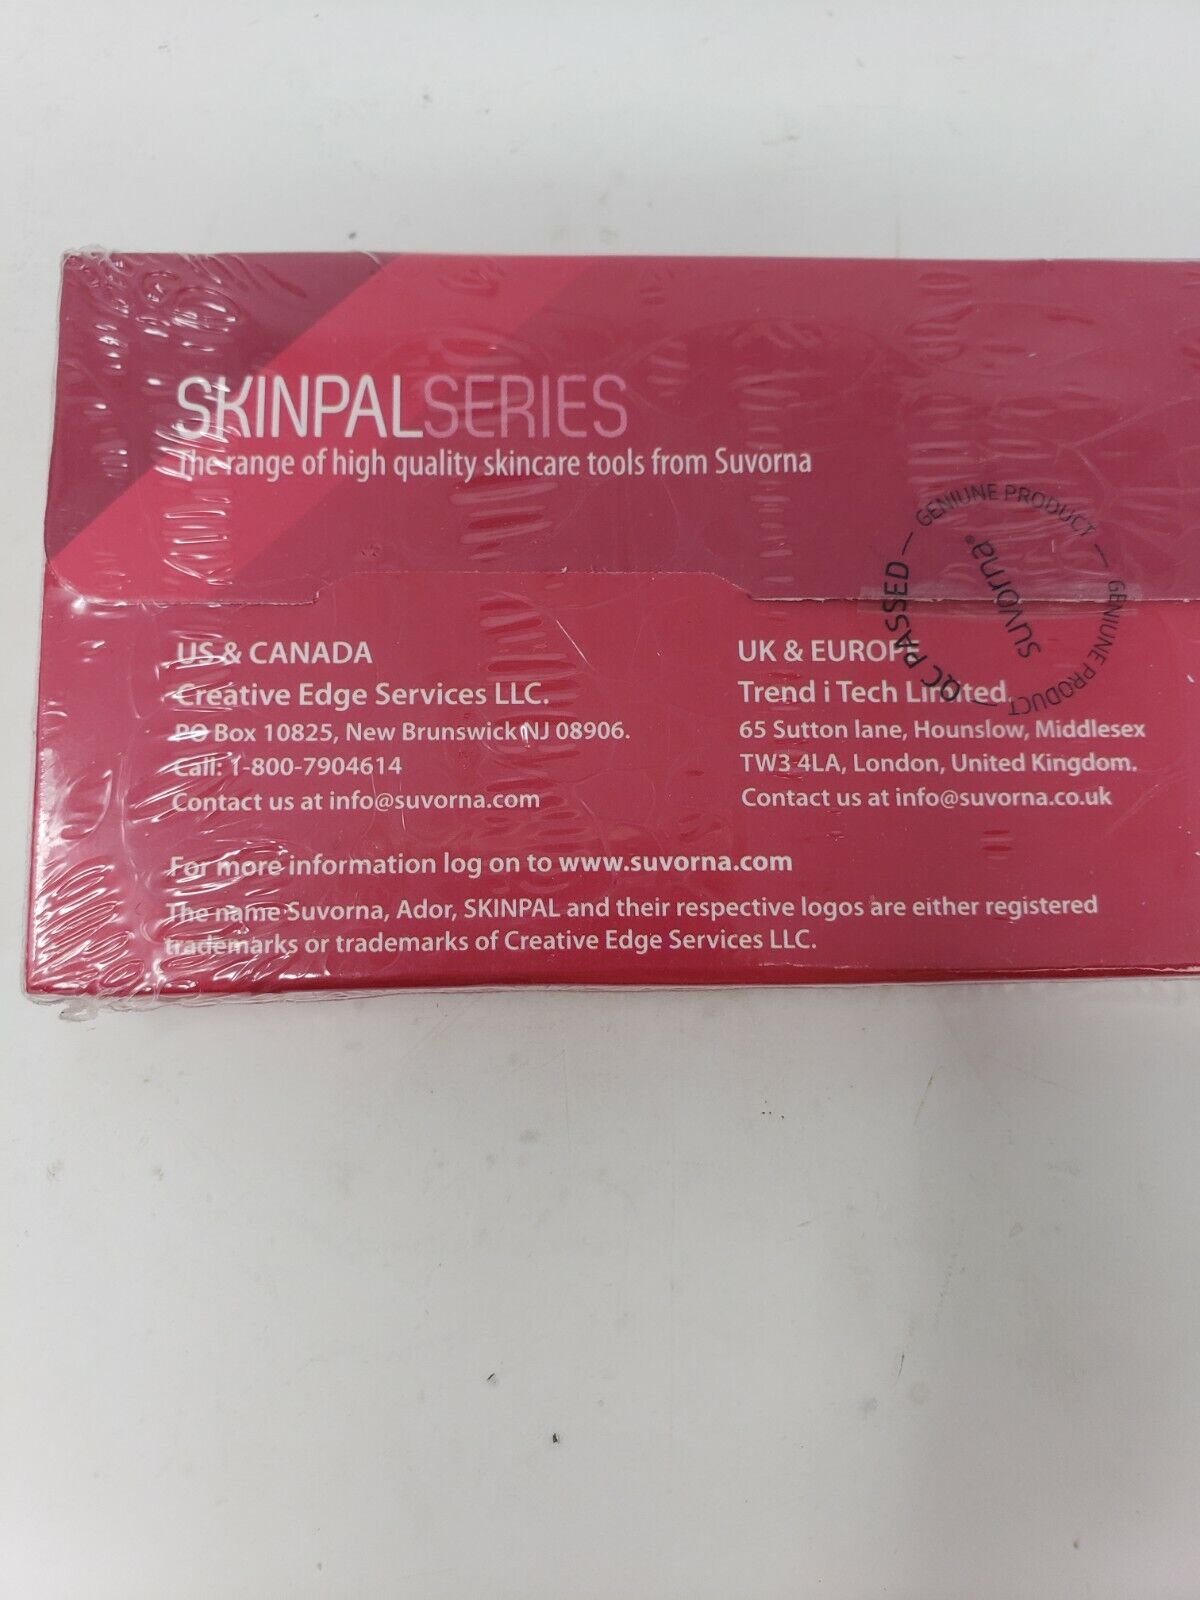 SKINPALSERIES
The range of high quality skincare tools from Suvorna
GENIUNE PRODUCT — GENIUNE PRODUCT — QC PASSED —
Suvorna®
US & CANADA
Creative Edge Services LLC.
PO Box 10825, New Brunswick NJ 08906.
Call: 1-800-7904614
Contact us at info@suvorna.com
UK & EUROPE
Trend i Tech Limited.
65 Sutton lane, Hounslow, Middlesex
TW3 4LA, London, United Kingdom.
Contact us at info@suvorna.co.uk
For more information log on to www.suvorna.com
The name Suvorna, Ador, SKINPAL and their respective logos are either registered
trademarks or trademarks of Creative Edge Services LLC.